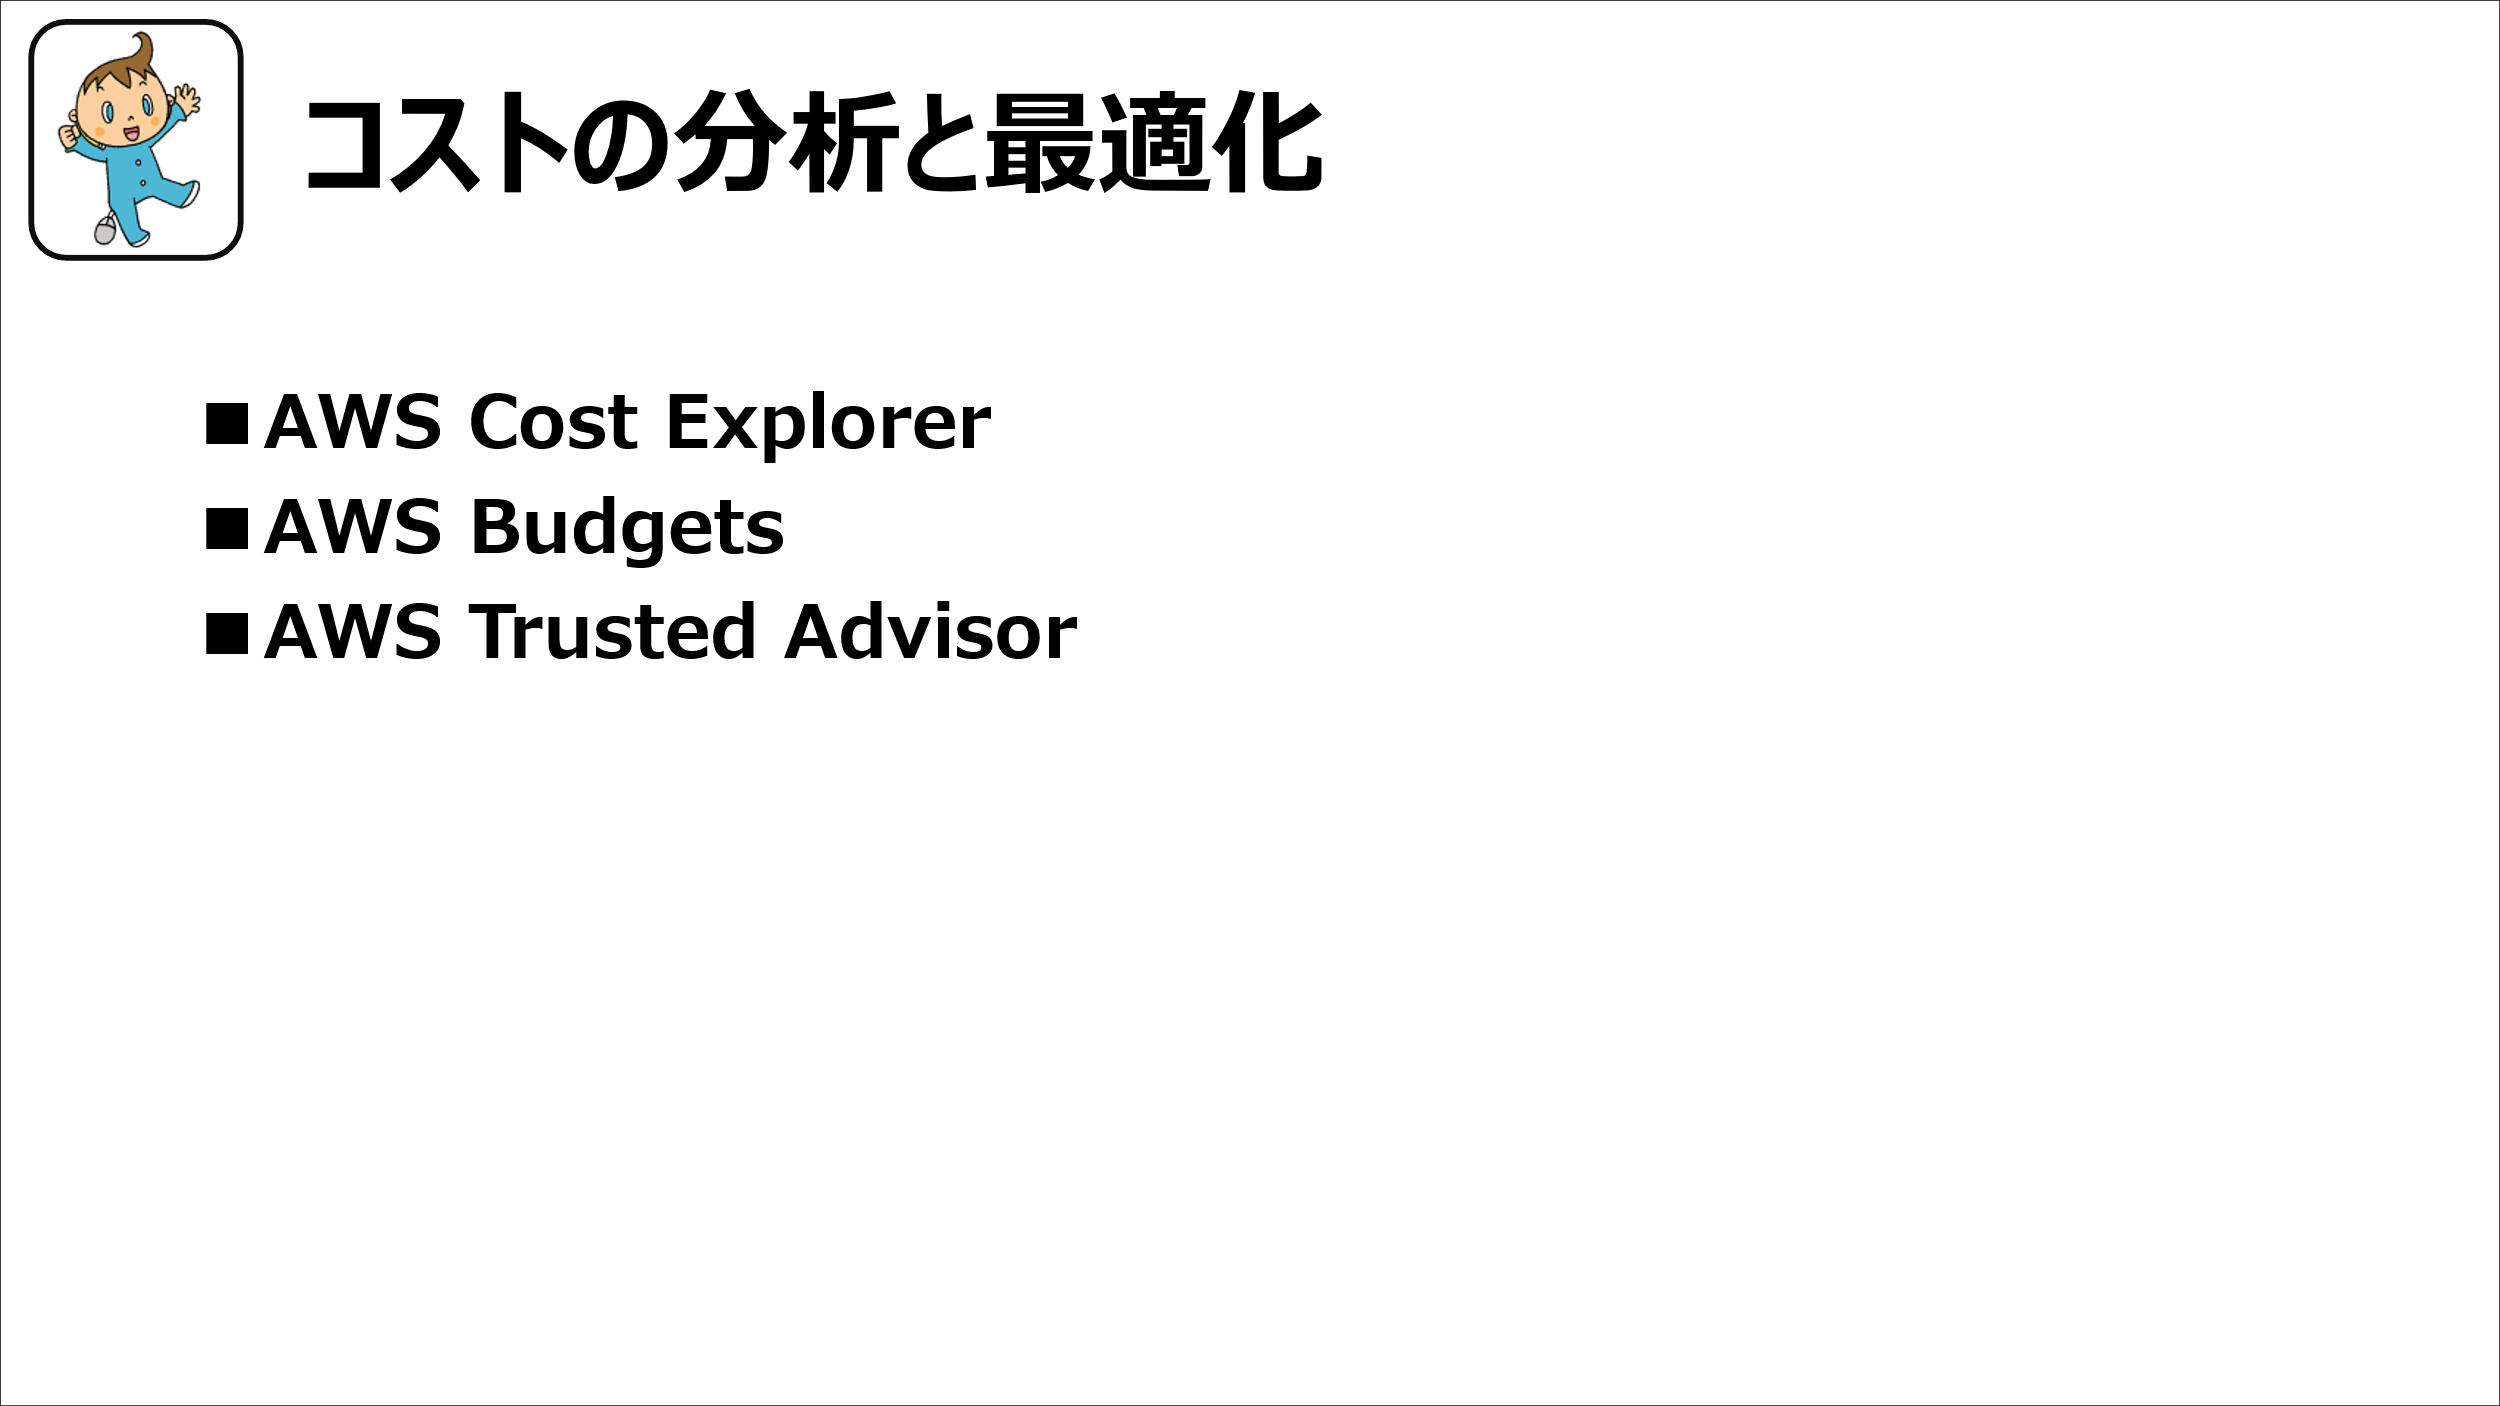 コストの分析と最適化
■AWS Cost Explorer
■AWS Budgets
■AWS Trusted Advisor